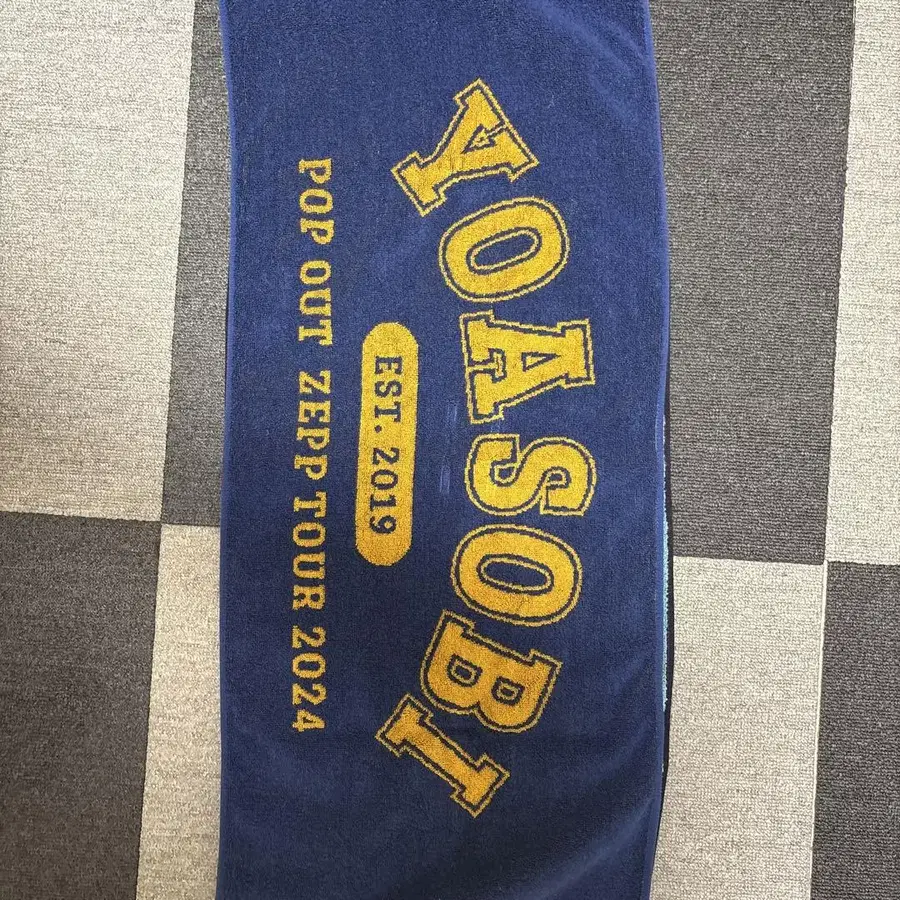 YOASOBI
EST. 2019
POP OUT ZEPP TOUR 2024